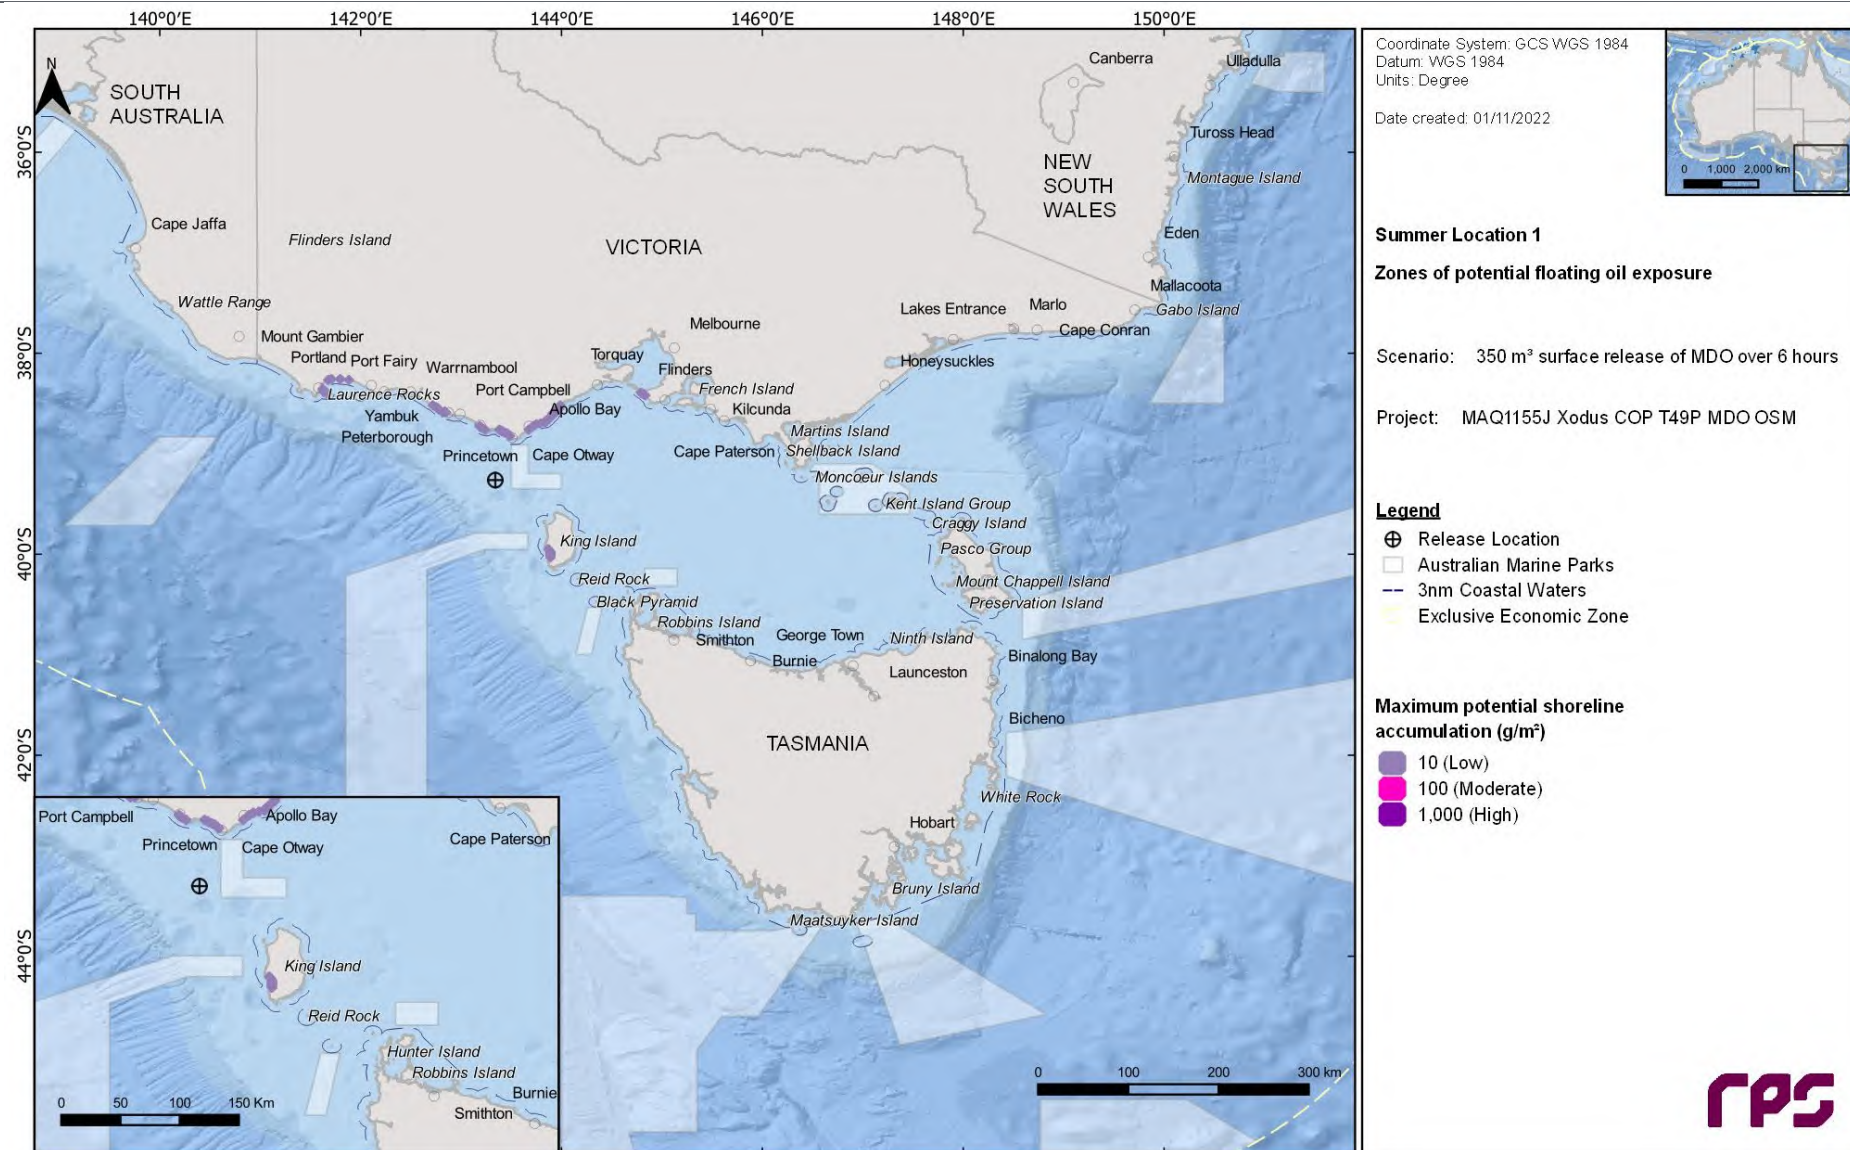 140°0'E 142°0'E 144°0'E 146°0'E 148°0'E 150°0'E
36°0'S
38°0'S
40°0'S
42°0'S
44°0'S
N
SOUTH
AUSTRALIA
Canberra
Ulladulla
Tuross Head
NEW
SOUTH
WALES
Montague Island
Cape Jaffa
Flinders Island
VICTORIA
Eden
Mallacoota
Wattle Range
Lakes Entrance
Marlo
Gabo Island
Mount Gambier
Melbourne
Cape Conran
Portland
Port Fairy
Warrnambool
Torquay
Flinders
Honeysuckles
Laurence Rocks
Port Campbell
French Island
Yambuk
Apollo Bay
Kilcunda
Peterborough
Martins Island
Princetown
Cape Otway
Cape Paterson
Shellback Island
Moncoeur Islands
Kent Island Group
Craggy Island
King Island
Pasco Group
Reid Rock
Mount Chappell Island
Black Pyramid
Preservation Island
Robbins Island
Smithton
George Town
Ninth Island
Burnie
Launceston
Binalong Bay
Bicheno
TASMANIA
White Rock
Hobart
Bruny Island
Maatsuyker Island
0 100 200 300 km
Port Campbell
Apollo Bay
Princetown
Cape Otway
Cape Paterson
King Island
Reid Rock
Hunter Island
Robbins Island
Burnie
Smithton
0 50 100 150 Km
Coordinate System: GCS WGS 1984
Datum: WGS 1984
Units: Degree
Date created: 01/11/2022
0 1,000 2,000 km
Summer Location 1
Zones of potential floating oil exposure
Scenario: 350 m³ surface release of MDO over 6 hours
Project: MAQ1155J Xodus COP T49P MDO OSM
Legend
Release Location
Australian Marine Parks
3nm Coastal Waters
Exclusive Economic Zone
Maximum potential shoreline
accumulation (g/m²)
10 (Low)
100 (Moderate)
1,000 (High)
rps